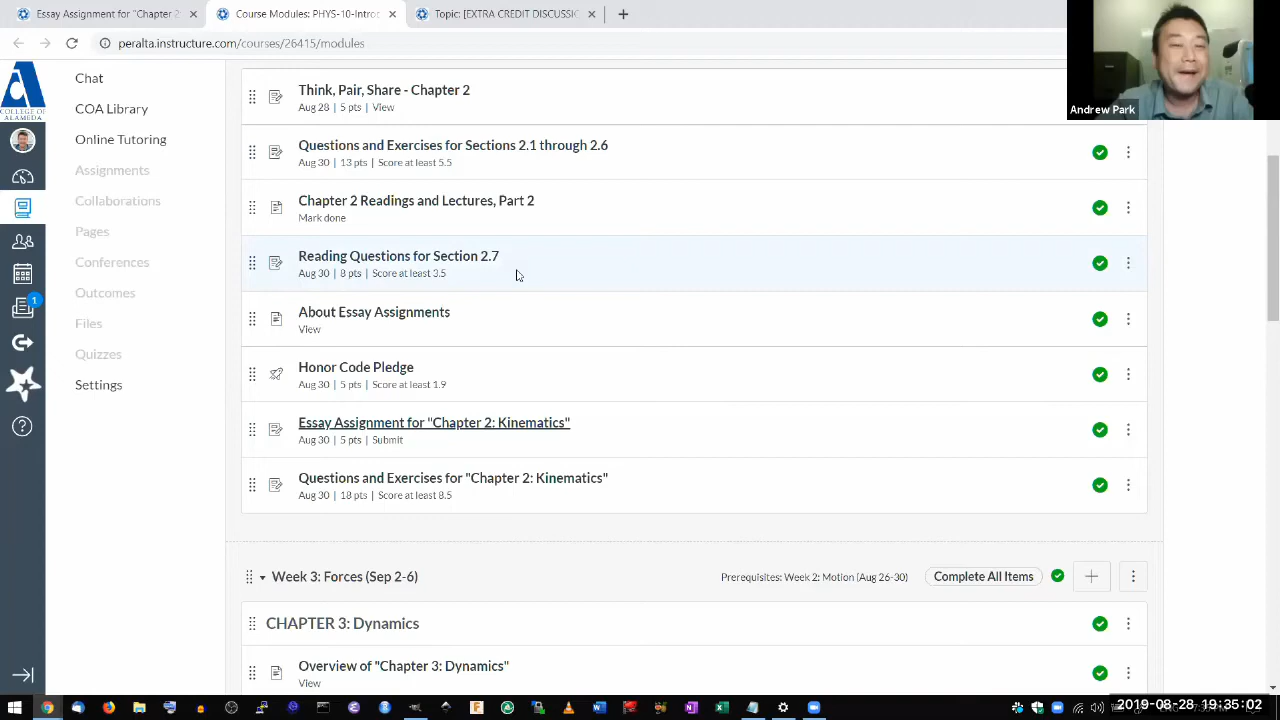 Essay Assignment for "Chapter 2:
Course Modules: PHYS-10-Introd
Topic: [EXTRA CREDIT DISCUSSIO
peralta.instructure.com/courses/26415/modules
Andrew Park
COLLEGE OF
ALAMEDA
1
Chat
COA Library
Online Tutoring
Assignments
Collaborations
Pages
Conferences
Outcomes
Files
Quizzes
Settings
Think, Pair, Share - Chapter 2
Aug 28 | 5 pts | View
Questions and Exercises for Sections 2.1 through 2.6
Aug 30 | 13 pts | Score at least 5.5
Chapter 2 Readings and Lectures, Part 2
Mark done
Reading Questions for Section 2.7
Aug 30 | 8 pts | Score at least 3.5
About Essay Assignments
View
Honor Code Pledge
Aug 30 | 5 pts | Score at least 1.9
Essay Assignment for "Chapter 2: Kinematics"
Aug 30 | 5 pts | Submit
Questions and Exercises for "Chapter 2: Kinematics"
Aug 30 | 18 pts | Score at least 8.5
Week 3: Forces (Sep 2-6)
Prerequisites: Week 2: Motion (Aug 26-30)
Complete All Items
CHAPTER 3: Dynamics
Overview of "Chapter 3: Dynamics"
View
2019-08-28 19:35:02